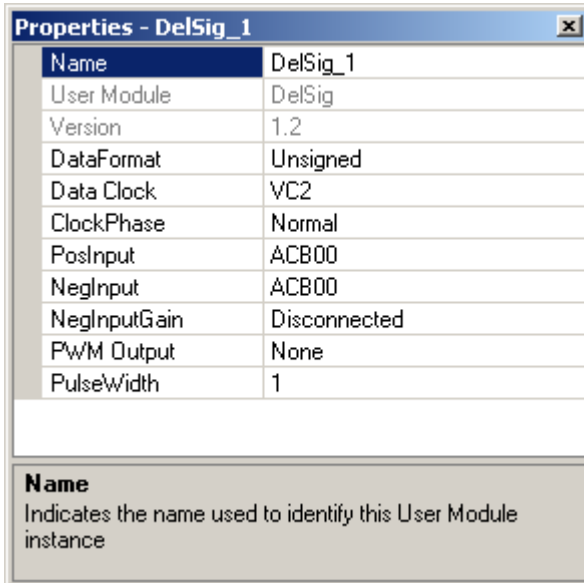 Properties - DelSig_1
Name DelSig_1
User Module DelSig
Version 1.2
DataFormat Unsigned
Data Clock VC2
ClockPhase Normal
PosInput ACB00
NegInput ACB00
NegInputGain Disconnected
PWM Output None
PulseWidth 1
Name
Indicates the name used to identify this User Module
instance